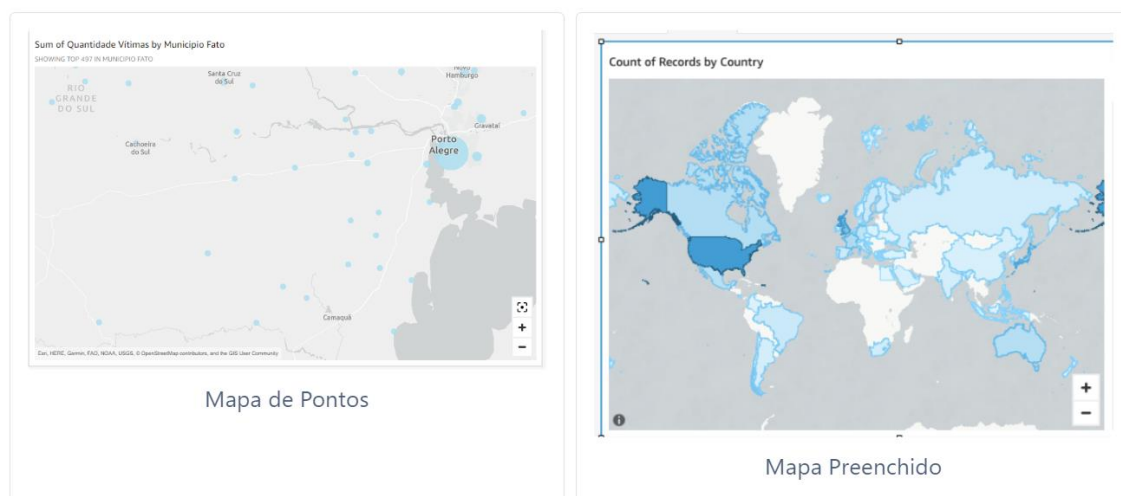 Sum of Quantidade Vítimas by Municipio Fato
SHOWING TOP 497 IN MUNICIPIO FATO
RIO
GRANDE
DO SUL
Santa Cruz
do Sul
Novo
Hamburgo
Cachoeira
do Sul
Gravataí
Porto
Alegre
Camaquã
+
−
Esri, HERE, Garmin, FAO, NOAA, USGS, © OpenStreetMap contributors, and the GIS User Community
Mapa de Pontos
Count of Records by Country
+
−
Mapa Preenchido